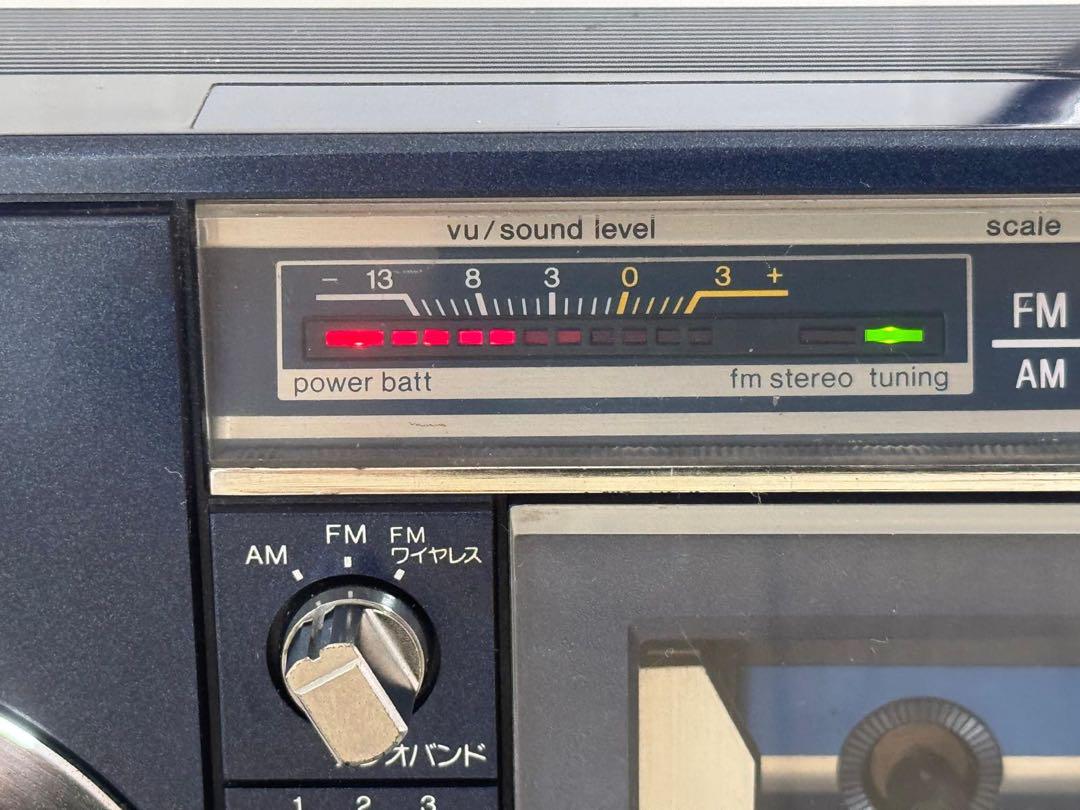 vu/sound level
scale
− 13 8 3 0 3 +
power batt
fm stereo tuning
FM
AM
AM
FM
FM
ワイヤレス
オバンド
1 2 3